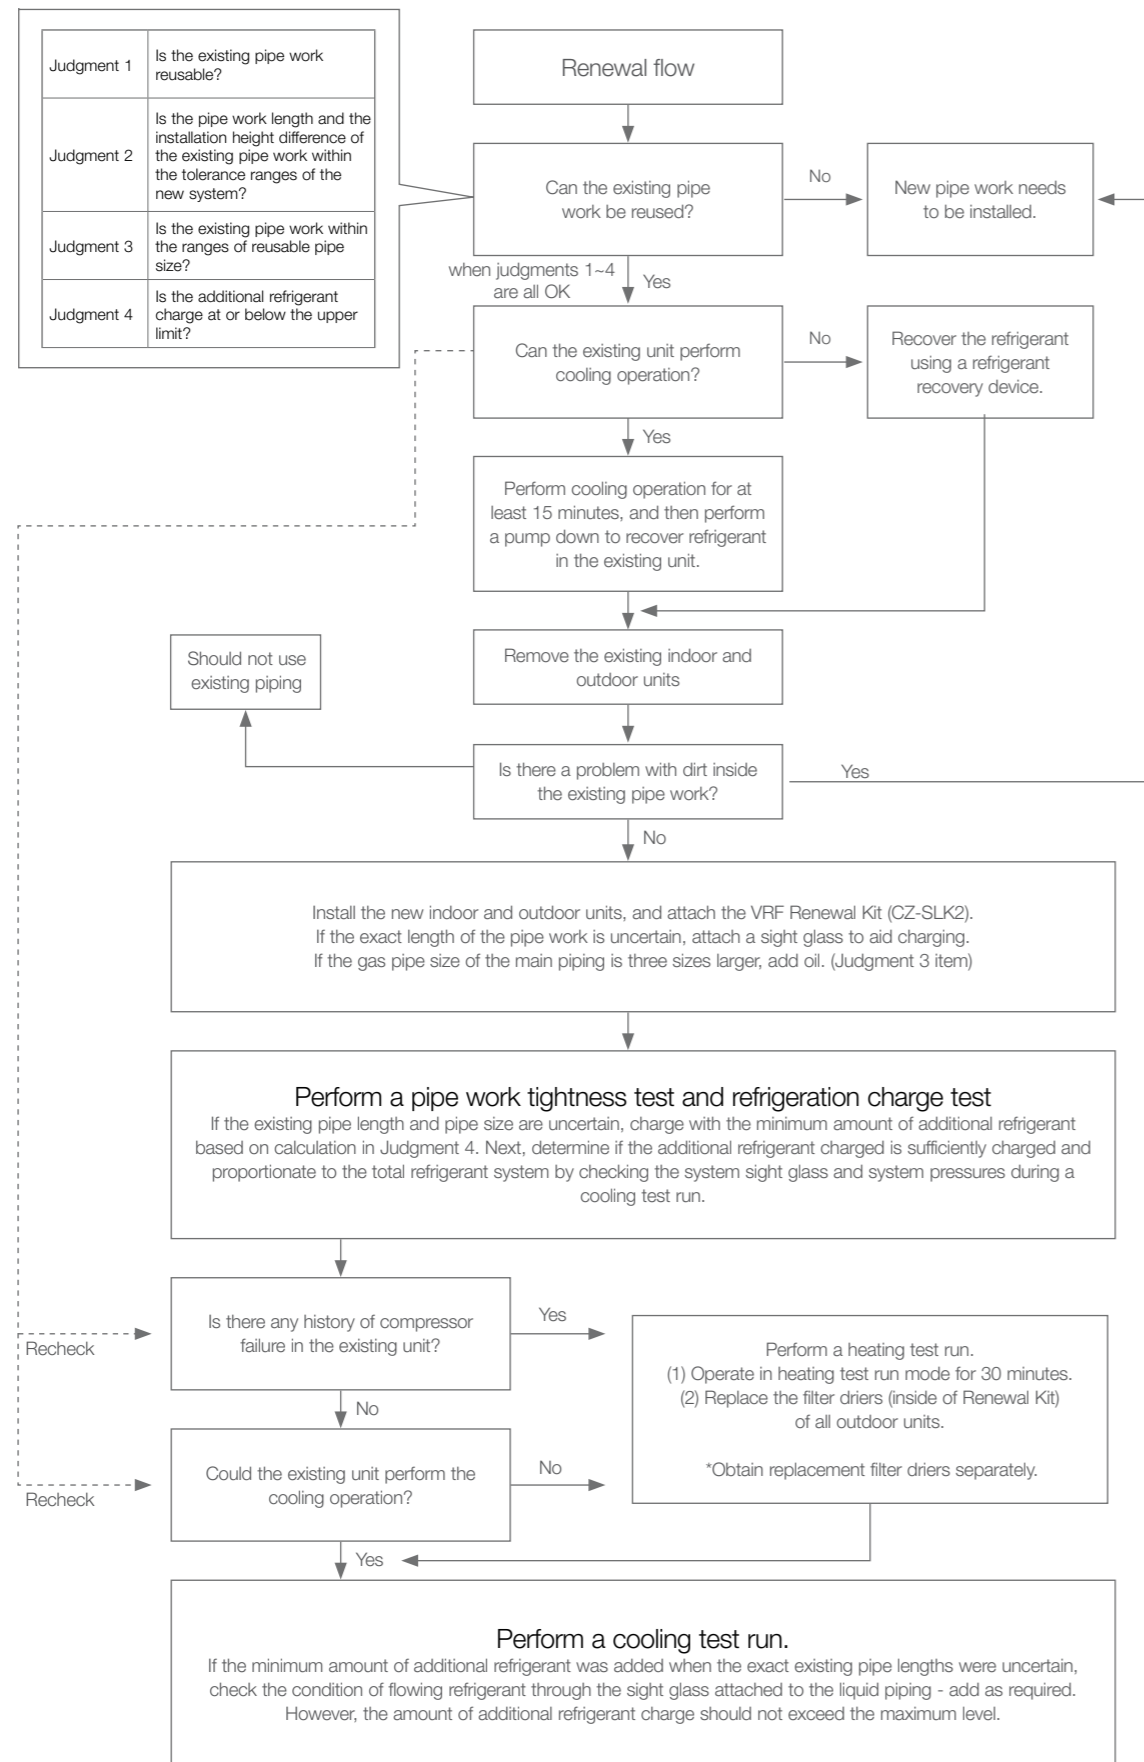 Judgment 1
Is the existing pipe work
reusable?
Judgment 2
Is the pipe work length and the
installation height difference of
the existing pipe work within
the tolerance ranges of the
new system?
Judgment 3
Is the existing pipe work within
the ranges of reusable pipe
size?
Judgment 4
Is the additional refrigerant
charge at or below the upper
limit?
Renewal flow
Can the existing pipe
work be reused?
No
New pipe work needs
to be installed.
when judgments 1~4
are all OK
Yes
Can the existing unit perform
cooling operation?
No
Recover the refrigerant
using a refrigerant
recovery device.
Yes
Perform cooling operation for at
least 15 minutes, and then perform
a pump down to recover refrigerant
in the existing unit.
Remove the existing indoor and
outdoor units
Should not use
existing piping
Is there a problem with dirt inside
the existing pipe work?
Yes
No
Install the new indoor and outdoor units, and attach the VRF Renewal Kit (CZ-SLK2).
If the exact length of the pipe work is uncertain, attach a sight glass to aid charging.
If the gas pipe size of the main piping is three sizes larger, add oil. (Judgment 3 item)
Perform a pipe work tightness test and refrigeration charge test
If the existing pipe length and pipe size are uncertain, charge with the minimum amount of additional refrigerant
based on calculation in Judgment 4. Next, determine if the additional refrigerant charged is sufficiently charged and
proportionate to the total refrigerant system by checking the system sight glass and system pressures during a
cooling test run.
Recheck
Is there any history of compressor
failure in the existing unit?
Yes
Perform a heating test run.
(1) Operate in heating test run mode for 30 minutes.
(2) Replace the filter driers (inside of Renewal Kit)
of all outdoor units.
*Obtain replacement filter driers separately.
No
Recheck
Could the existing unit perform the
cooling operation?
No
Yes
Perform a cooling test run.
If the minimum amount of additional refrigerant was added when the exact existing pipe lengths were uncertain,
check the condition of flowing refrigerant through the sight glass attached to the liquid piping - add as required.
However, the amount of additional refrigerant charge should not exceed the maximum level.